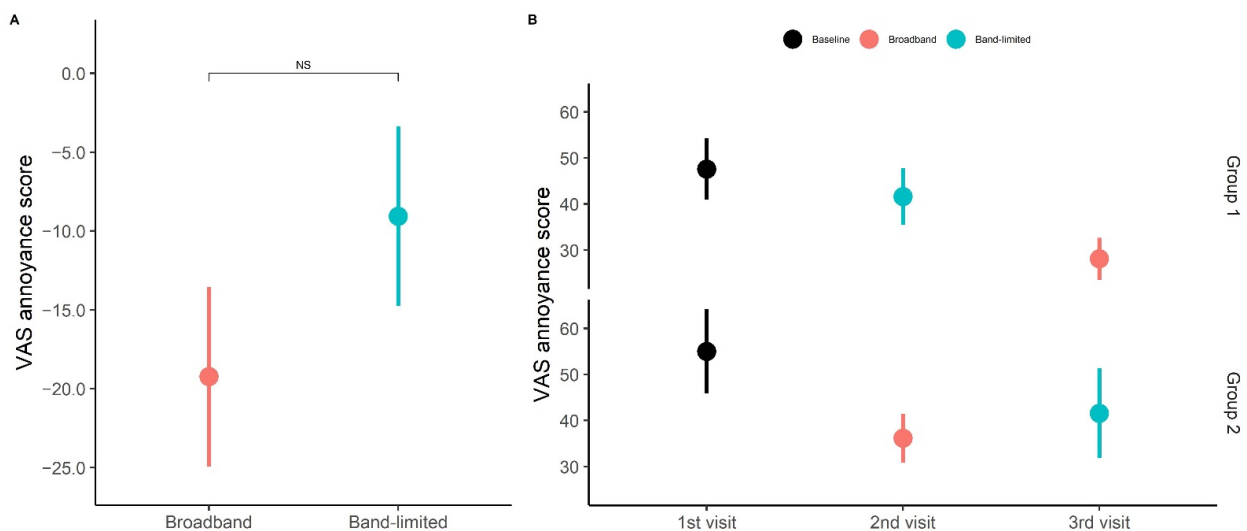 A
VAS annoyance score
0.0
−5.0
−10.0
−15.0
−20.0
−25.0
NS
Broadband
Band-limited
B
Baseline
Broadband
Band-limited
VAS annoyance score
60
50
40
30
Group 1
60
50
40
30
Group 2
1st visit
2nd visit
3rd visit